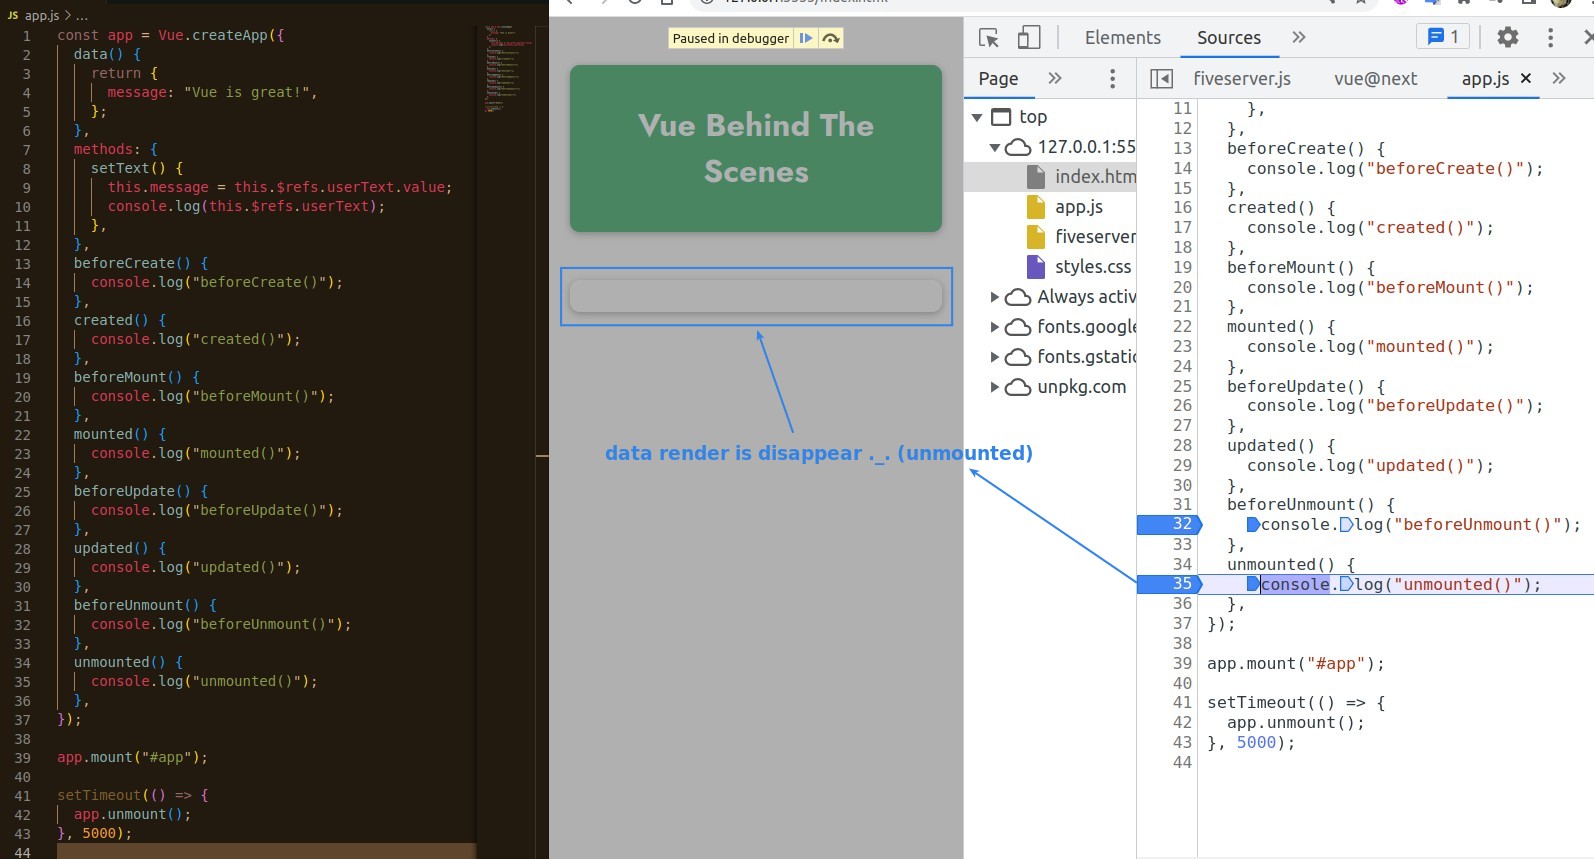 JS app.js > ...
1 const app = Vue.createApp({
2 data() {
3 return {
4 message: "Vue is great!",
5 };
6 },
7 methods: {
8 setText() {
9 this.message = this.$refs.userText.value;
10 console.log(this.$refs.userText);
11 },
12 },
13 beforeCreate() {
14 console.log("beforeCreate()");
15 },
16 created() {
17 console.log("created()");
18 },
19 beforeMount() {
20 console.log("beforeMount()");
21 },
22 mounted() {
23 console.log("mounted()");
24 },
25 beforeUpdate() {
26 console.log("beforeUpdate()");
27 },
28 updated() {
29 console.log("updated()");
30 },
31 beforeUnmount() {
32 console.log("beforeUnmount()");
33 },
34 unmounted() {
35 console.log("unmounted()");
36 },
37 });
38
39 app.mount("#app");
40
41 setTimeout(() => {
42 app.unmount();
43 }, 5000);
44
Paused in debugger
Vue Behind The
Scenes
data render is disappear ._. (unmounted)
Elements Sources 1
Page
top
127.0.0.1:55
index.htm
app.js
fiveserver
styles.css
Always activ
fonts.google
fonts.gstatic
unpkg.com
fiveserver.js vue@next app.js
11 },
12 },
13 beforeCreate() {
14 console.log("beforeCreate()");
15 },
16 created() {
17 console.log("created()");
18 },
19 beforeMount() {
20 console.log("beforeMount()");
21 },
22 mounted() {
23 console.log("mounted()");
24 },
25 beforeUpdate() {
26 console.log("beforeUpdate()");
27 },
28 updated() {
29 console.log("updated()");
30 },
31 beforeUnmount() {
32 console.log("beforeUnmount()");
33 },
34 unmounted() {
35 console.log("unmounted()");
36 },
37 });
38
39 app.mount("#app");
40
41 setTimeout(() => {
42 app.unmount();
43 }, 5000);
44